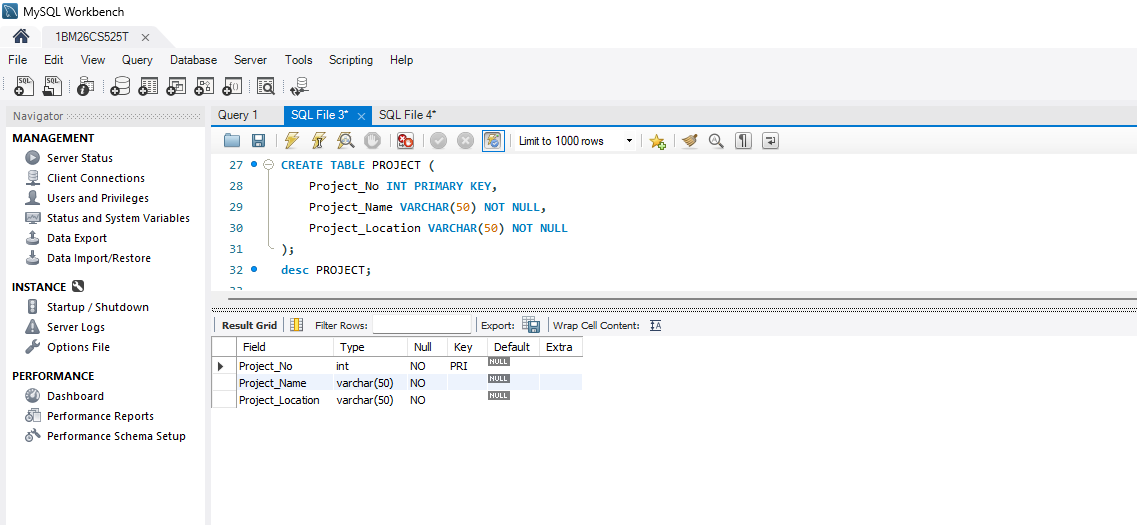 MySQL Workbench
1BM26CS525T
File Edit View Query Database Server Tools Scripting Help
Navigator
MANAGEMENT
Server Status
Client Connections
Users and Privileges
Status and System Variables
Data Export
Data Import/Restore
INSTANCE
Startup / Shutdown
Server Logs
Options File
PERFORMANCE
Dashboard
Performance Reports
Performance Schema Setup
Query 1 SQL File 3* SQL File 4*
Limit to 1000 rows
27 CREATE TABLE PROJECT (
28 Project_No INT PRIMARY KEY,
29 Project_Name VARCHAR(50) NOT NULL,
30 Project_Location VARCHAR(50) NOT NULL
31 );
32 desc PROJECT;
Result Grid Filter Rows: Export: Wrap Cell Content:
Field Type Null Key Default Extra
Project_No int NO PRI NULL
Project_Name varchar(50) NO NULL
Project_Location varchar(50) NO NULL